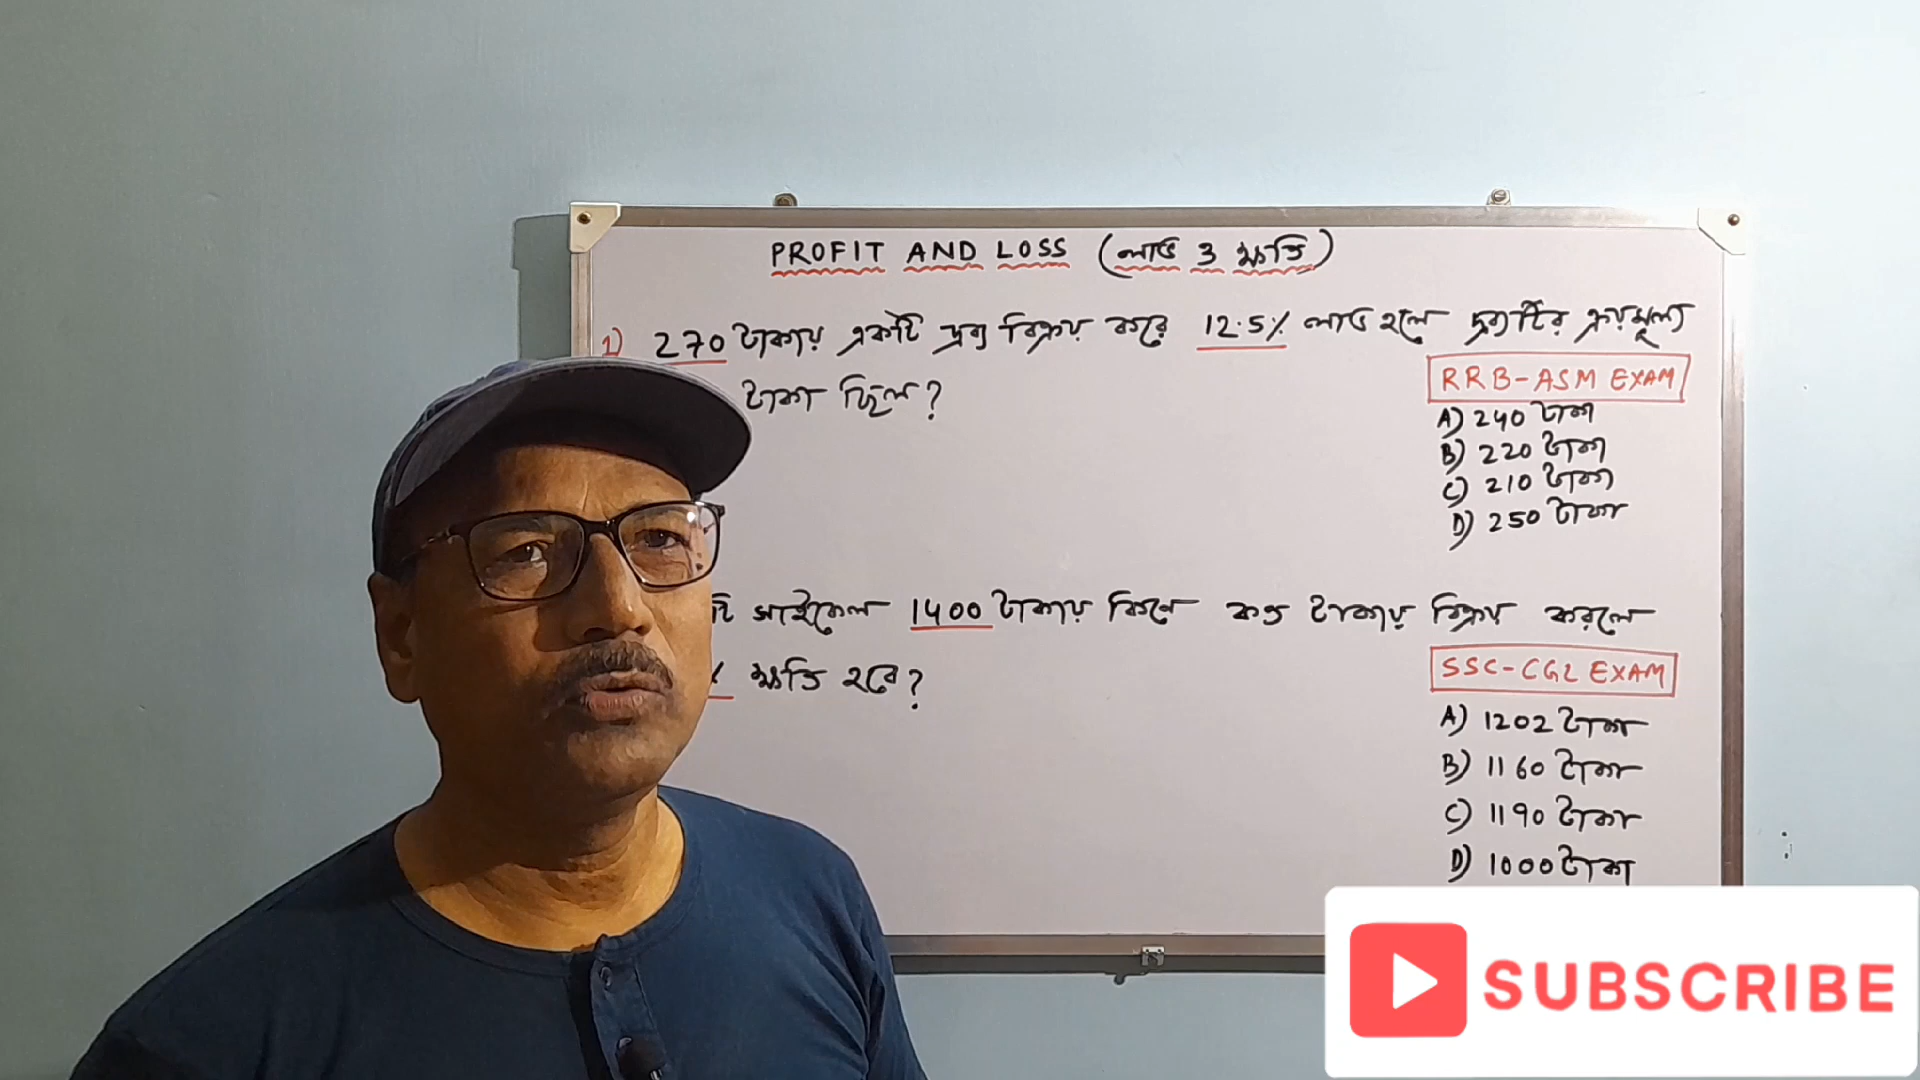 PROFIT AND LOSS (লাভ ও ক্ষতি)
1) 270 টাকায় একটি দ্রব্য বিক্রয় করে 12.5% লাভ হলে দ্রব্যটির ক্রয়মূল্য
টাকা ছিল?
RRB-ASM EXAM
A) 240 টাকা
B) 220 টাকা
C) 210 টাকা
D) 250 টাকা
টি সাইকেল 1400 টাকায় কিনে কত টাকায় বিক্রয় করলে
% ক্ষতি হবে?
SSC-CGL EXAM
A) 1202 টাকা
B) 1160 টাকা
C) 1190 টাকা
D) 1000 টাকা
SUBSCRIBE